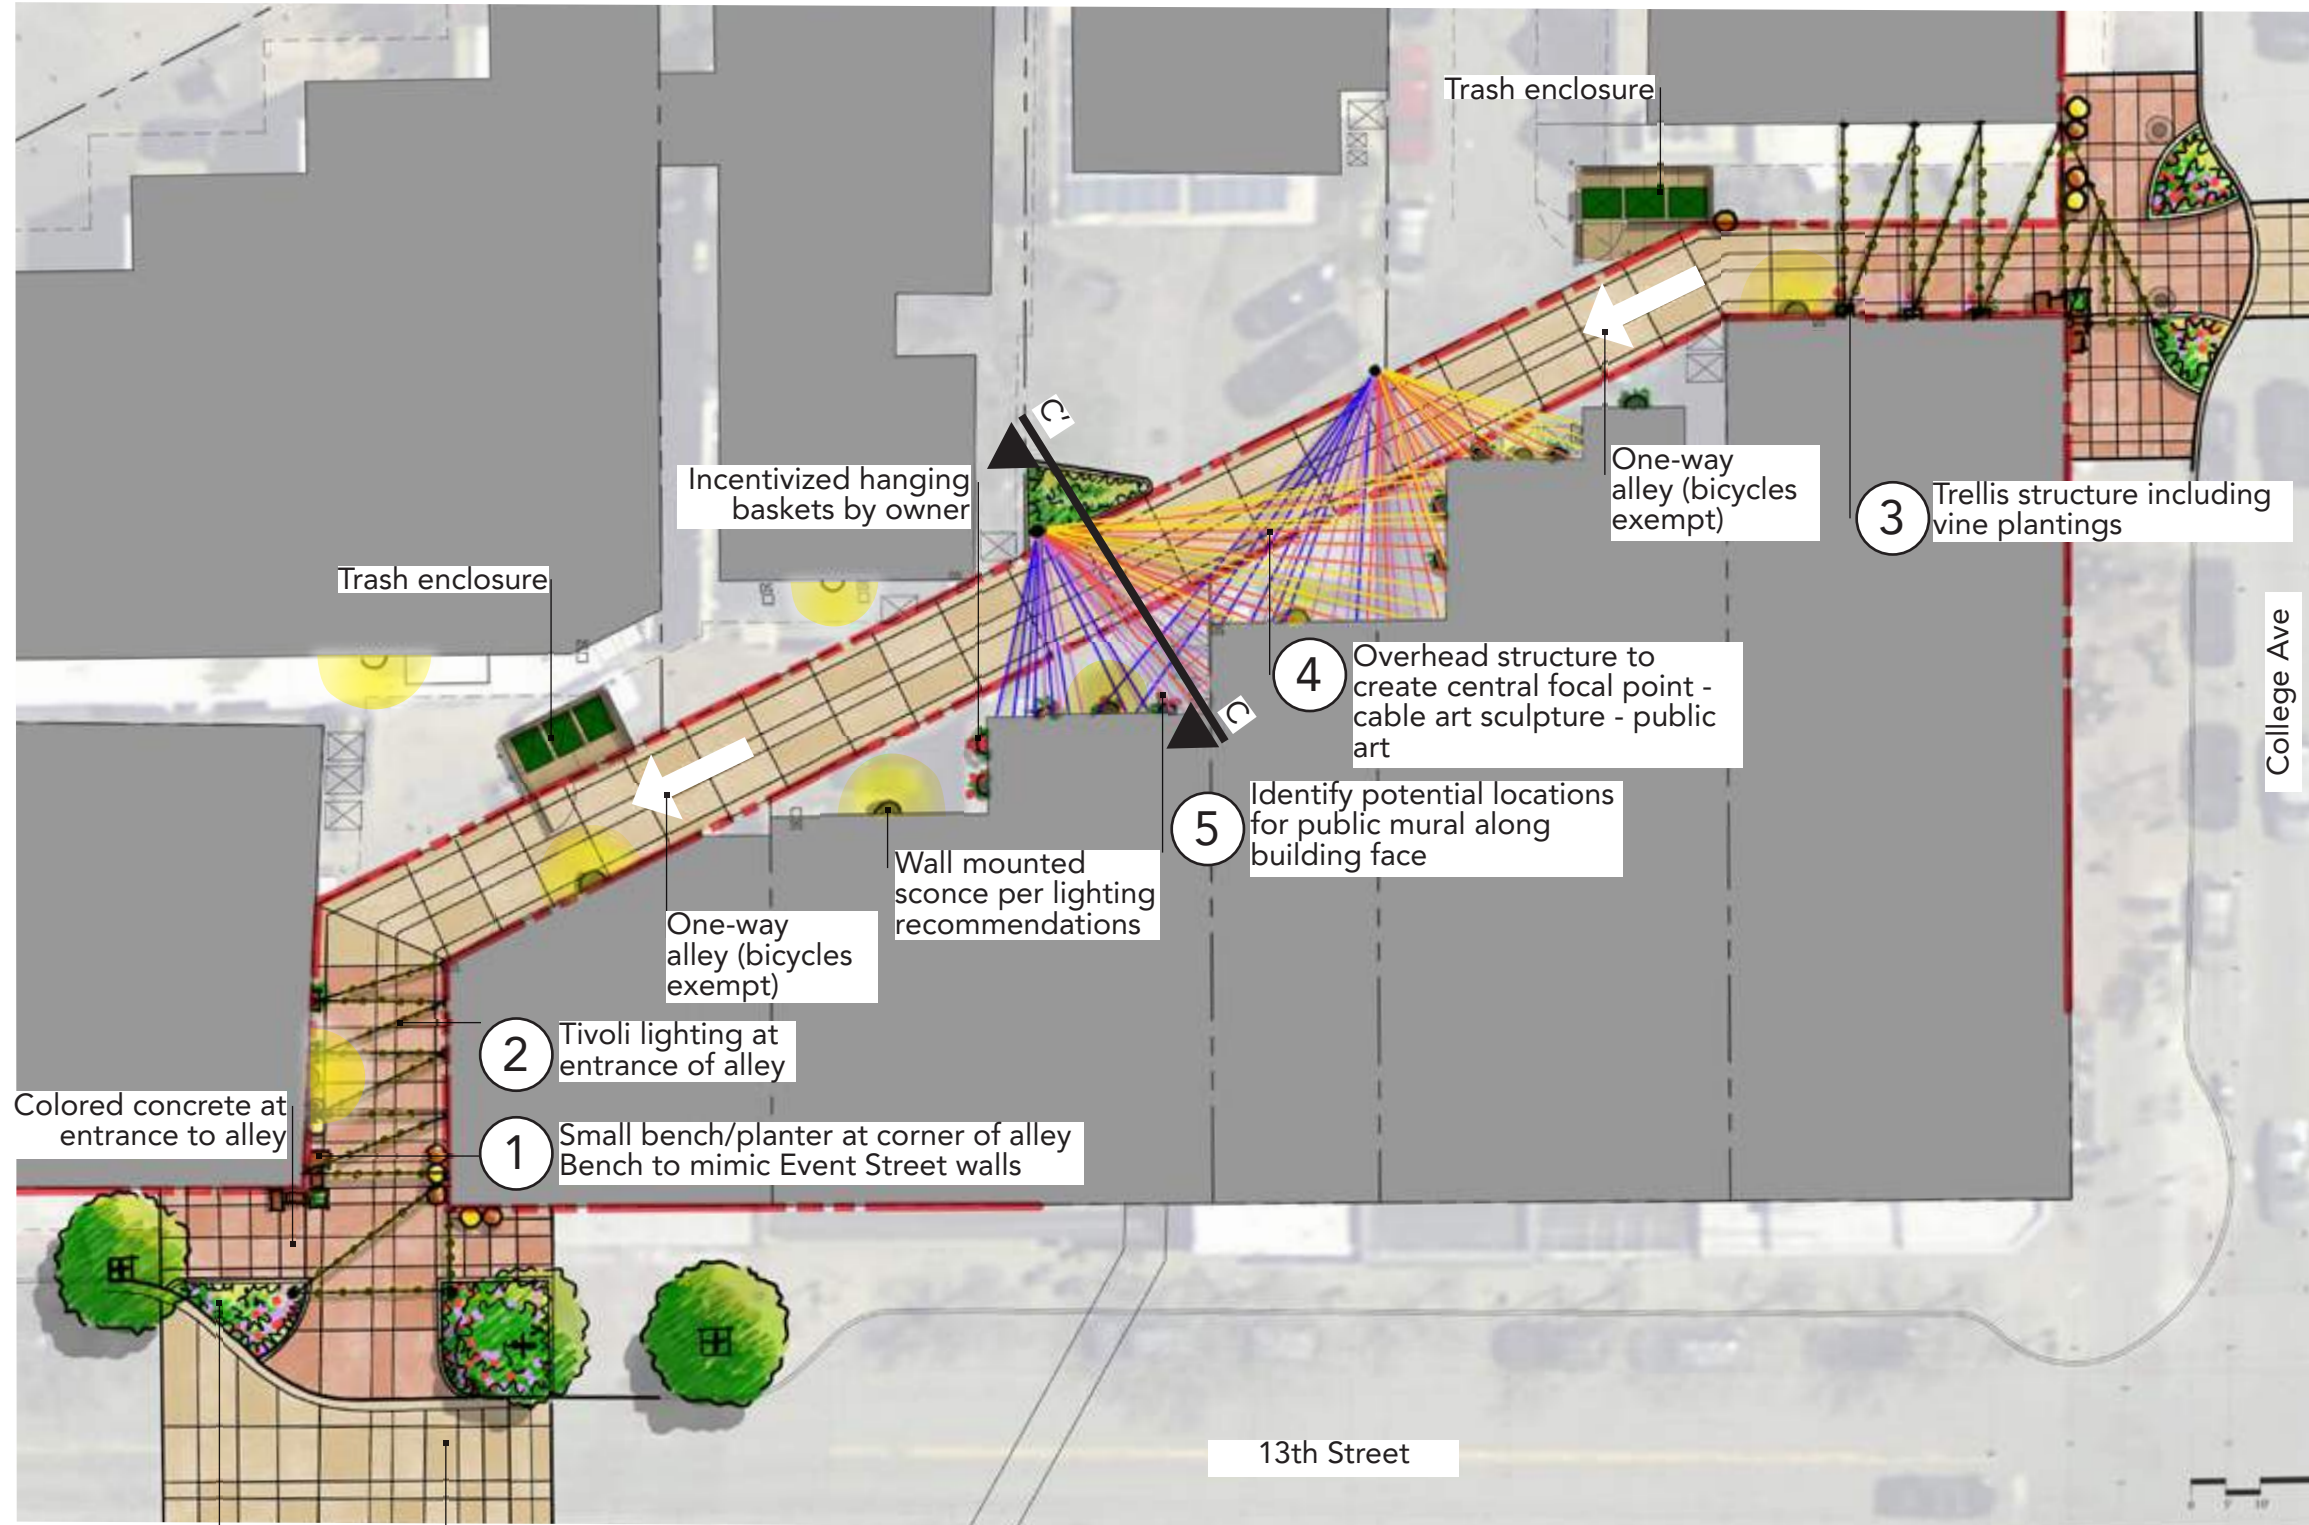 Trash enclosure
C'
Incentivized hanging
baskets by owner
One-way
alley (bicycles
exempt)
3
Trellis structure including
vine plantings
Trash enclosure
4
Overhead structure to
create central focal point -
cable art sculpture - public
art
College Ave
C
5
Identify potential locations
for public mural along
building face
Wall mounted
sconce per lighting
recommendations
One-way
alley (bicycles
exempt)
2
Tivoli lighting at
entrance of alley
Colored concrete at
entrance to alley
1
Small bench/planter at corner of alley
Bench to mimic Event Street walls
13th Street
0 5' 10'